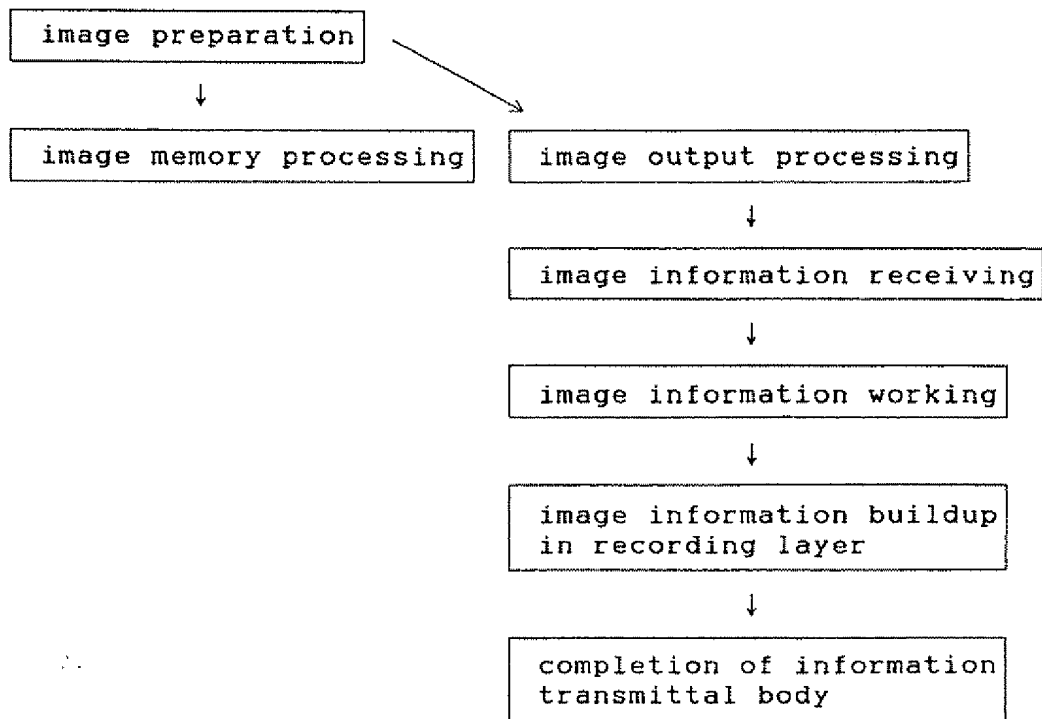 image preparation
image memory processing
image output processing
image information receiving
image information working
image information buildup
in recording layer
completion of information
transmittal body